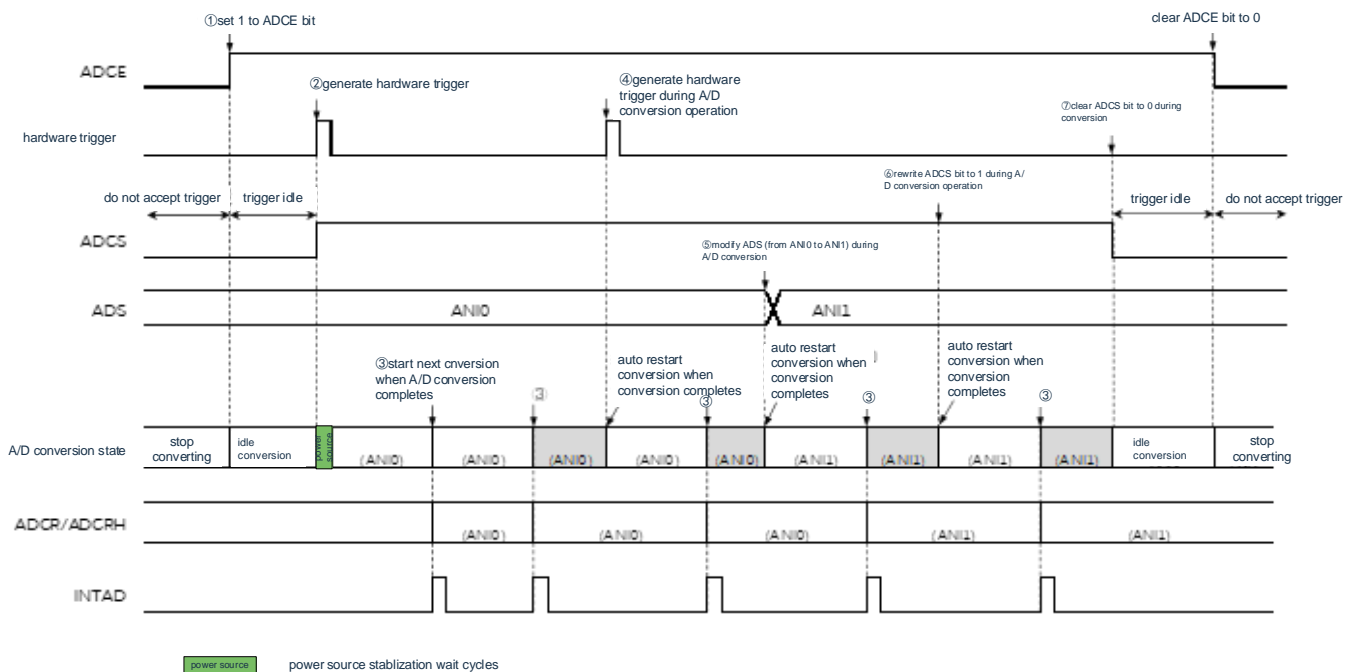 ①set 1 to ADCE bit
clear ADCE bit to 0
ADCE
②generate hardware trigger
④generate hardware
trigger during A/D
conversion operation
⑦clear ADCS bit to 0 during
conversion
hardware trigger
⑥rewrite ADCS bit to 1 during A/
D conversion operation
do not accept trigger
trigger idle
trigger idle
do not accept trigger
ADCS
⑤modify ADS (from ANI0 to ANI1) during
A/D conversion
ADS
ANI0
ANI1
③start next cnversion
when A/D conversion
completes
③
auto restart
conversion when
conversion completes
③
auto restart
conversion when
conversion
completes
③
auto restart
conversion when
conversion
completes
③
A/D conversion state
stop
converting
idle
conversion
power
source
(ANI0)
(ANI0)
(ANI0)
(ANI0)
(ANI0)
(ANI1)
(ANI1)
(ANI1)
(ANI1)
idle
conversion
stop
converting
ADCR/ADCRH
(ANI0)
(ANI0)
(ANI0)
(ANI1)
(ANI1)
INTAD
power source
power source stablization wait cycles